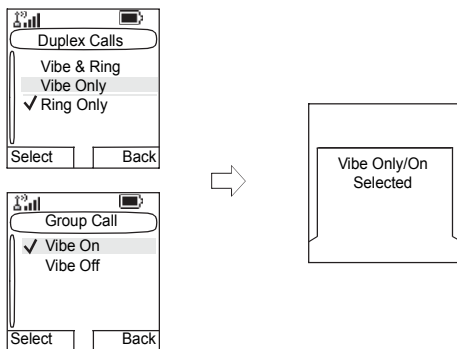 Duplex Calls
Vibe & Ring
Vibe Only
Ring Only
Select Back
Group Call
Vibe On
Vibe Off
Select Back
Vibe Only/On
Selected